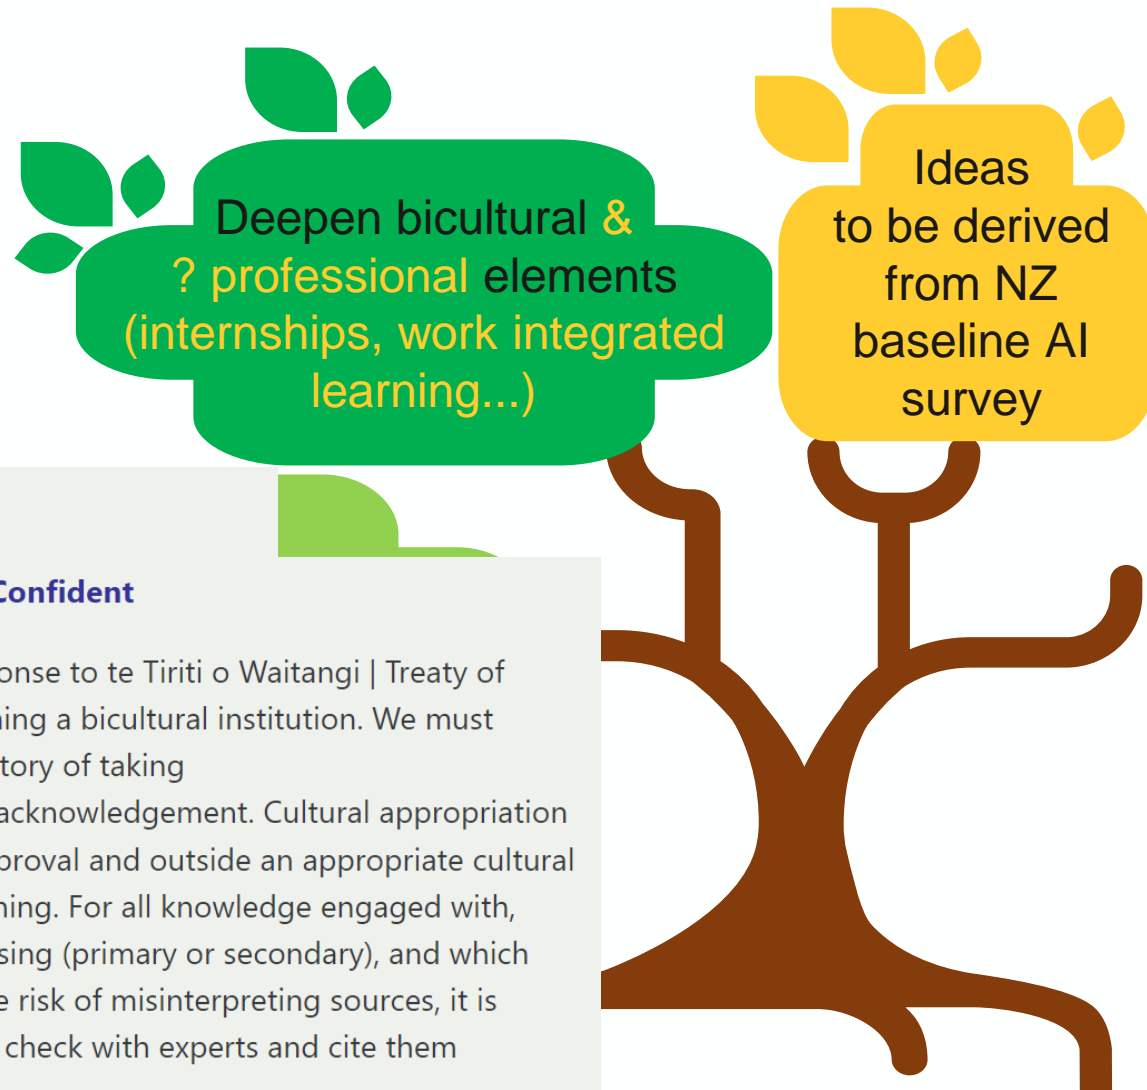 Deepen bicultural &
? professional elements
(internships, work integrated
learning...)
Ideas
to be derived
from NZ
baseline AI
survey
Confident
onse to te Tiriti o Waitangi | Treaty of
ning a bicultural institution. We must
tory of taking
acknowledgement. Cultural appropriation
proval and outside an appropriate cultural
ning. For all knowledge engaged with,
sing (primary or secondary), and which
e risk of misinterpreting sources, it is
check with experts and cite them